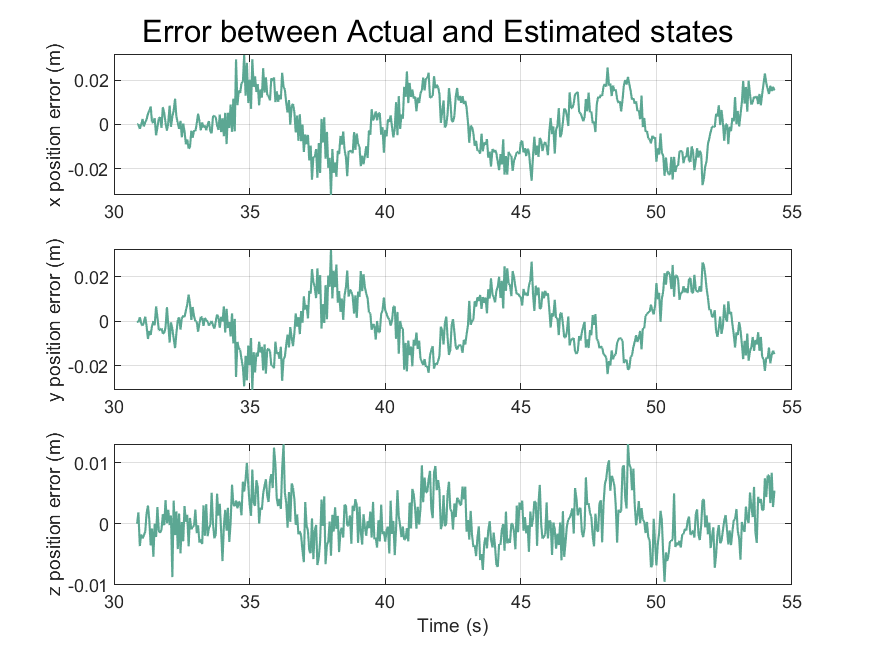 Error between Actual and Estimated states
x position error (m)
0.02
0
-0.02
30 35 40 45 50 55
y position error (m)
0.02
0
-0.02
30 35 40 45 50 55
z position error (m)
0.01
0
-0.01
30 35 40 45 50 55
Time (s)